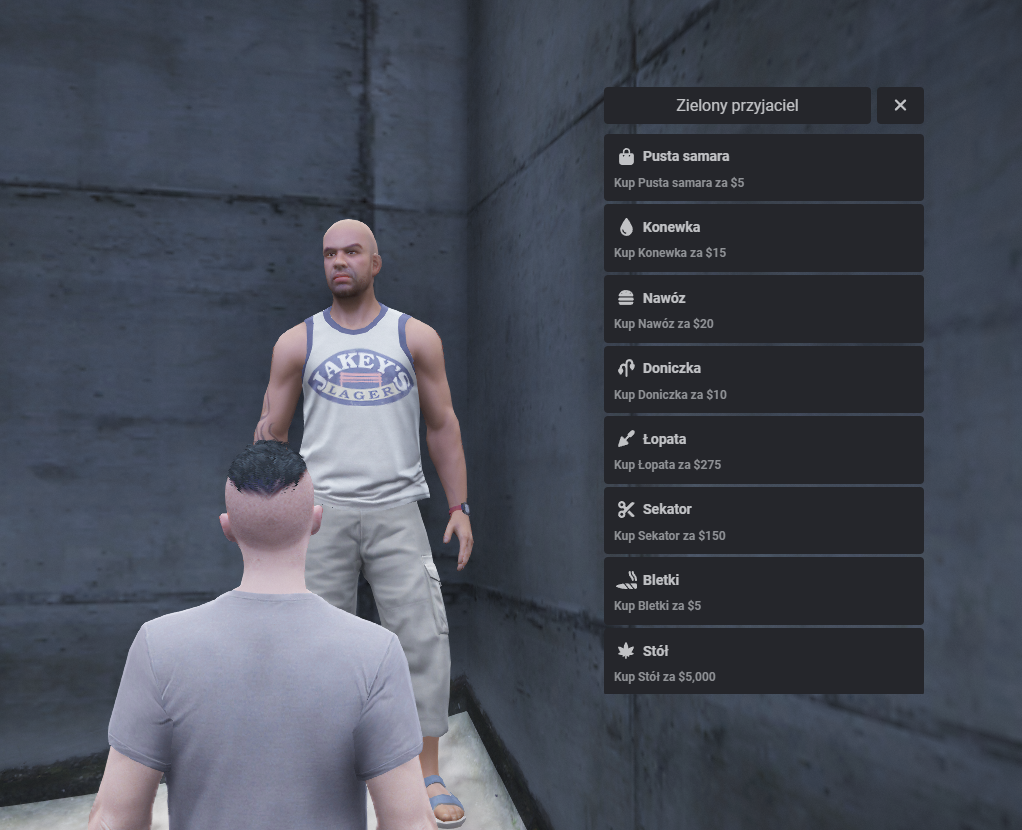 Zielony przyjaciel
Pusta samara
Kup Pusta samara za $5
Konewka
Kup Konewka za $15
Nawóz
Kup Nawóz za $20
Doniczka
Kup Doniczka za $10
Łopata
Kup Łopata za $275
Sekator
Kup Sekator za $150
Bletki
Kup Bletki za $5
Stół
Kup Stół za $5,000
JAKEY'S
LAGER